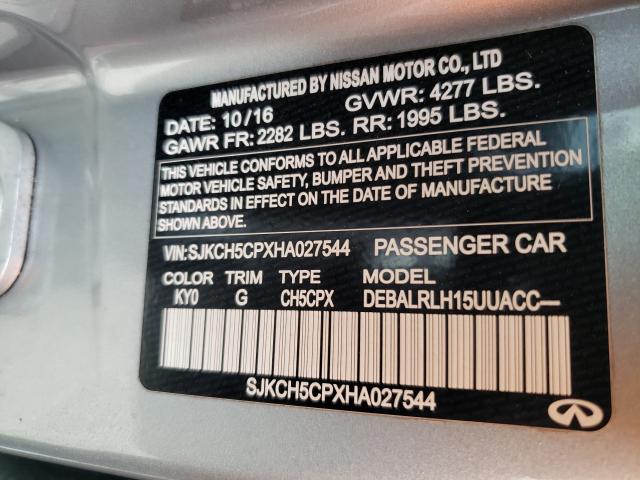 MANUFACTURED BY NISSAN MOTOR CO., LTD
DATE: 10/16 GVWR: 4277 LBS.
GAWR FR: 2282 LBS. RR: 1995 LBS.
THIS VEHICLE CONFORMS TO ALL APPLICABLE FEDERAL
MOTOR VEHICLE SAFETY, BUMPER AND THEFT PREVENTION
STANDARDS IN EFFECT ON THE DATE OF MANUFACTURE
SHOWN ABOVE.
VIN: SJKCH5CPXHA027544 PASSENGER CAR
COLOR TRIM TYPE MODEL
KY0 G CH5CPX DEBALRLH15UUACC—
SJKCH5CPXHA027544